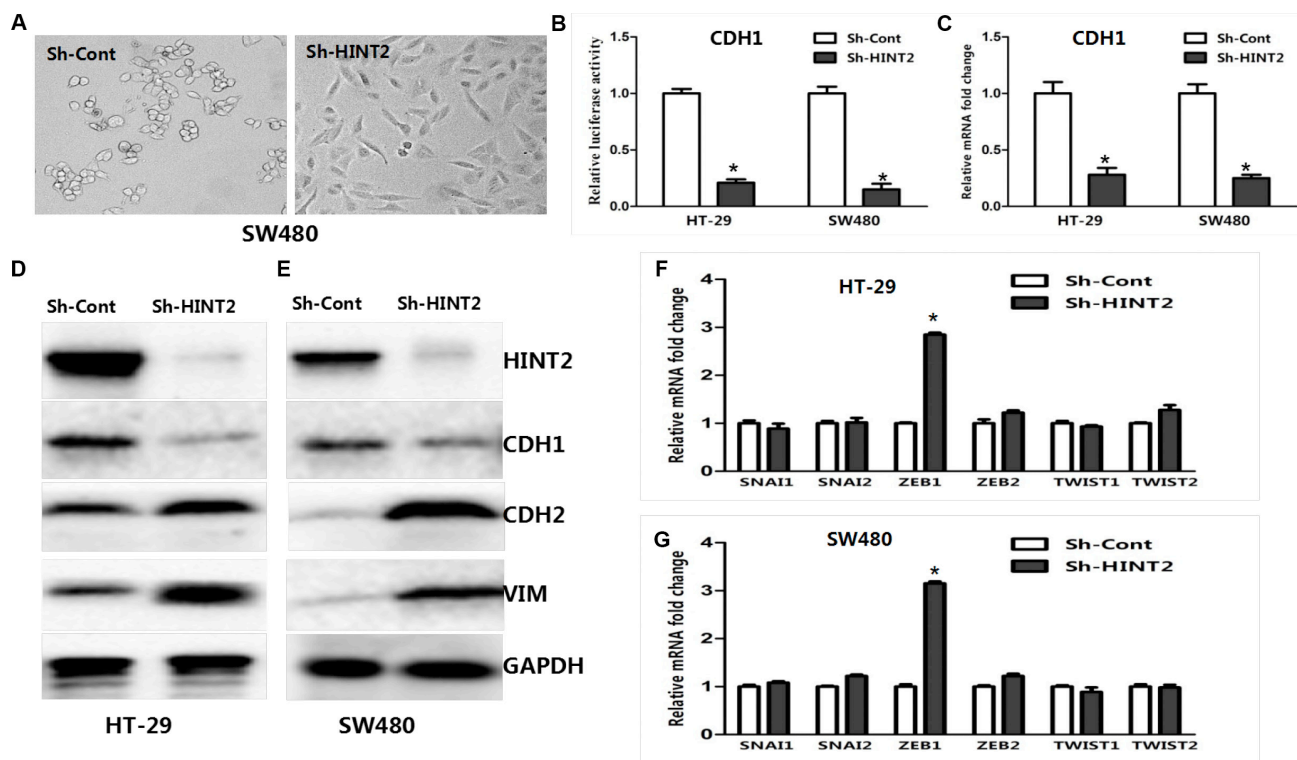 A
Sh-Cont
Sh-HINT2
SW480
B
CDH1
Sh-Cont
Sh-HINT2
Relative luciferase activity
1.5
1.0
0.5
0.0
*
*
HT-29
SW480
C
CDH1
Sh-Cont
Sh-HINT2
Relative mRNA fold change
1.5
1.0
0.5
0.0
*
*
HT-29
SW480
D
Sh-Cont Sh-HINT2
E
Sh-Cont Sh-HINT2
HINT2
CDH1
CDH2
VIM
GAPDH
HT-29
SW480
F
HT-29
Sh-Cont
Sh-HINT2
Relative mRNA fold change
4
3
2
1
0
*
SNAI1 SNAI2 ZEB1 ZEB2 TWIST1 TWIST2
G
SW480
Sh-Cont
Sh-HINT2
Relative mRNA fold change
4
3
2
1
0
*
SNAI1 SNAI2 ZEB1 ZEB2 TWIST1 TWIST2